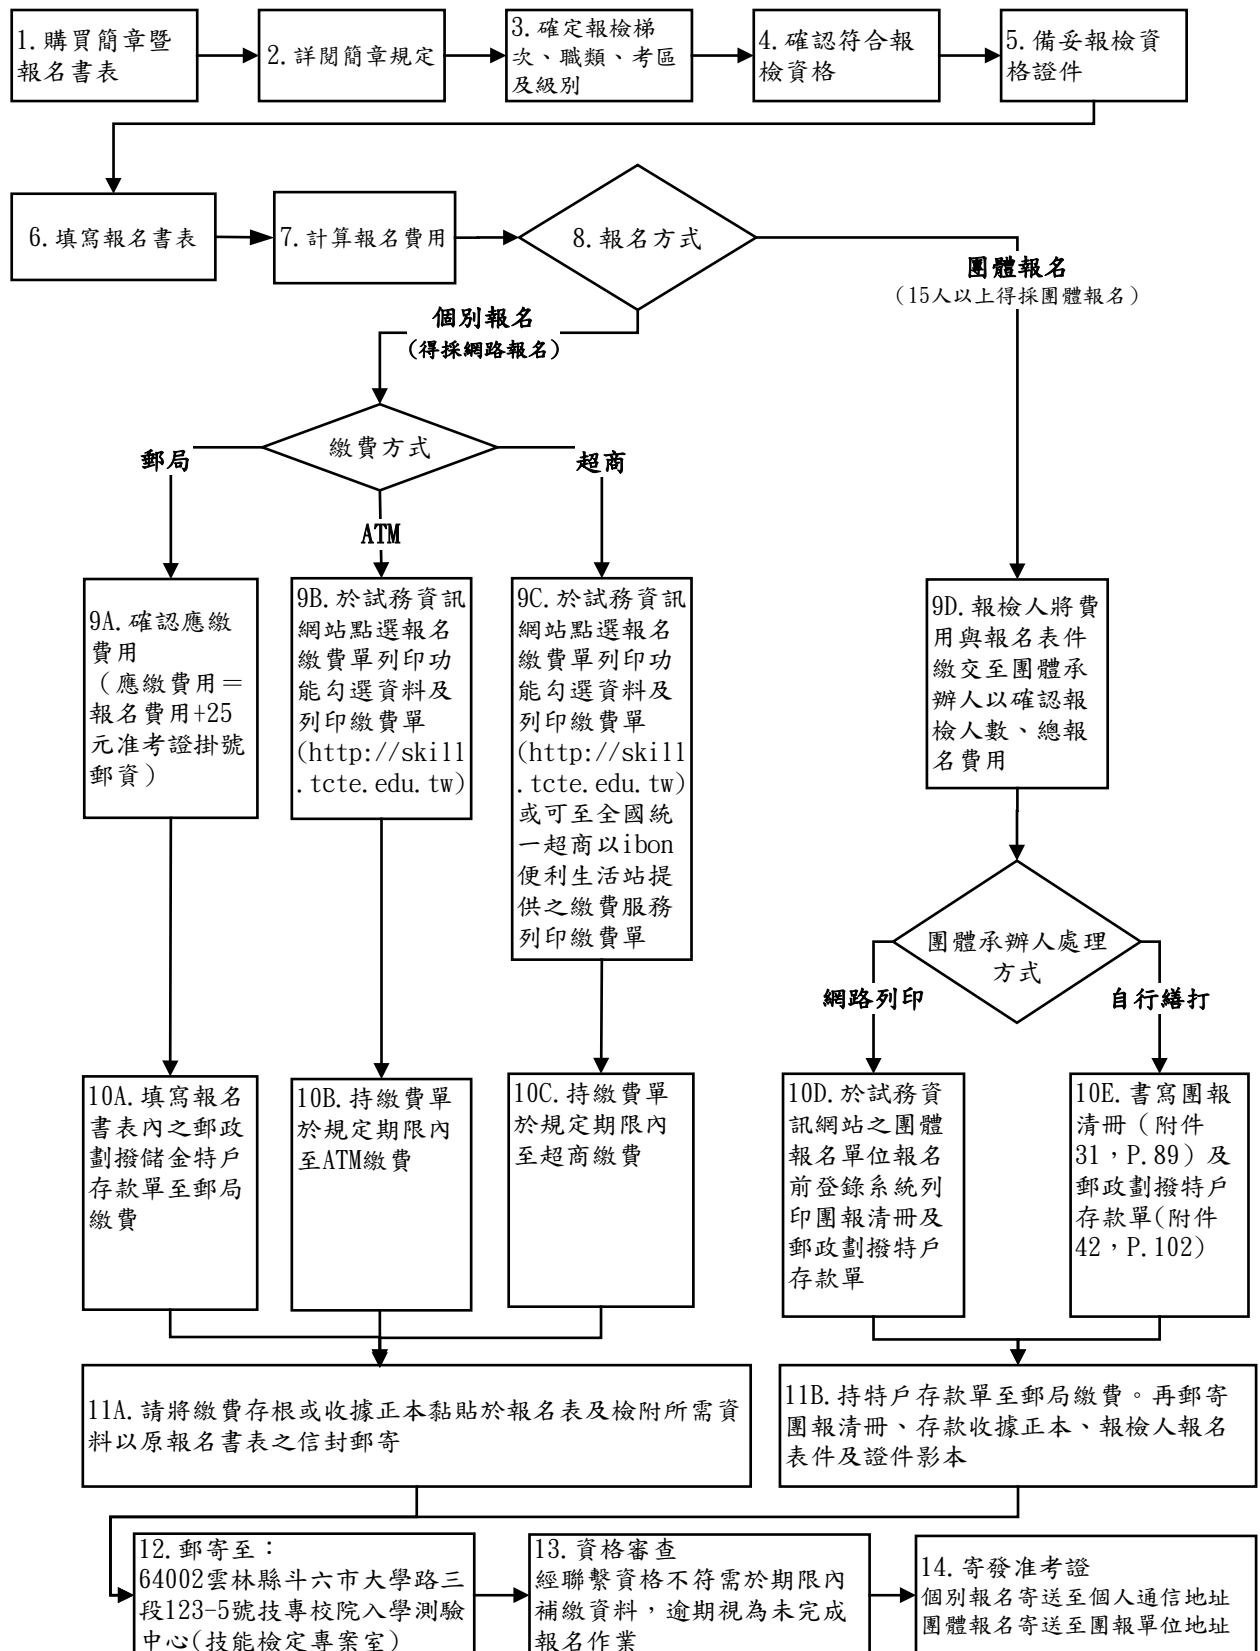 1.購買簡章暨
報名書表
2.詳閱簡章規定
3.確定報檢梯
次、職類、考區
及級別
4.確認符合報
檢資格
5.備妥報檢資
格證件
6.填寫報名書表
7.計算報名費用
8.報名方式
團體報名
（15人以上得採團體報名）
個別報名
(得採網路報名)
繳費方式
郵局
ATM
超商
9A.確認應繳
費用
（應繳費用＝
報名費用+25
元准考證掛號
郵資）
9B.於試務資訊
網站點選報名
繳費單列印功
能勾選資料及
列印繳費單
(http://skill
.tcte.edu.tw)
9C.於試務資訊
網站點選報名
繳費單列印功
能勾選資料及
列印繳費單
(http://skill
.tcte.edu.tw)
或可至全國統
一超商以ibon
便利生活站提
供之繳費服務
列印繳費單
9D.報檢人將費
用與報名表件
繳交至團體承
辦人以確認報
檢人數、總報
名費用
團體承辦人處理
方式
網路列印
自行繕打
10A.填寫報名
書表內之郵政
劃撥儲金特戶
存款單至郵局
繳費
10B.持繳費單
於規定期限內
至ATM繳費
10C.持繳費單
於規定期限內
至超商繳費
10D.於試務資
訊網站之團體
報名單位報名
前登錄系統列
印團報清冊及
郵政劃撥特戶
存款單
10E.書寫團報
清冊（附件
31，P.89）及
郵政劃撥特戶
存款單(附件
42，P.102)
11A.請將繳費存根或收據正本黏貼於報名表及檢附所需資
料以原報名書表之信封郵寄
11B.持特戶存款單至郵局繳費。再郵寄
團報清冊、存款收據正本、報檢人報名
表件及證件影本
12.郵寄至：
64002雲林縣斗六市大學路三
段123-5號技專校院入學測驗
中心(技能檢定專案室)
13.資格審查
經聯繫資格不符需於期限內
補繳資料，逾期視為未完成
報名作業
14.寄發准考證
個別報名寄送至個人通信地址
團體報名寄送至團報單位地址